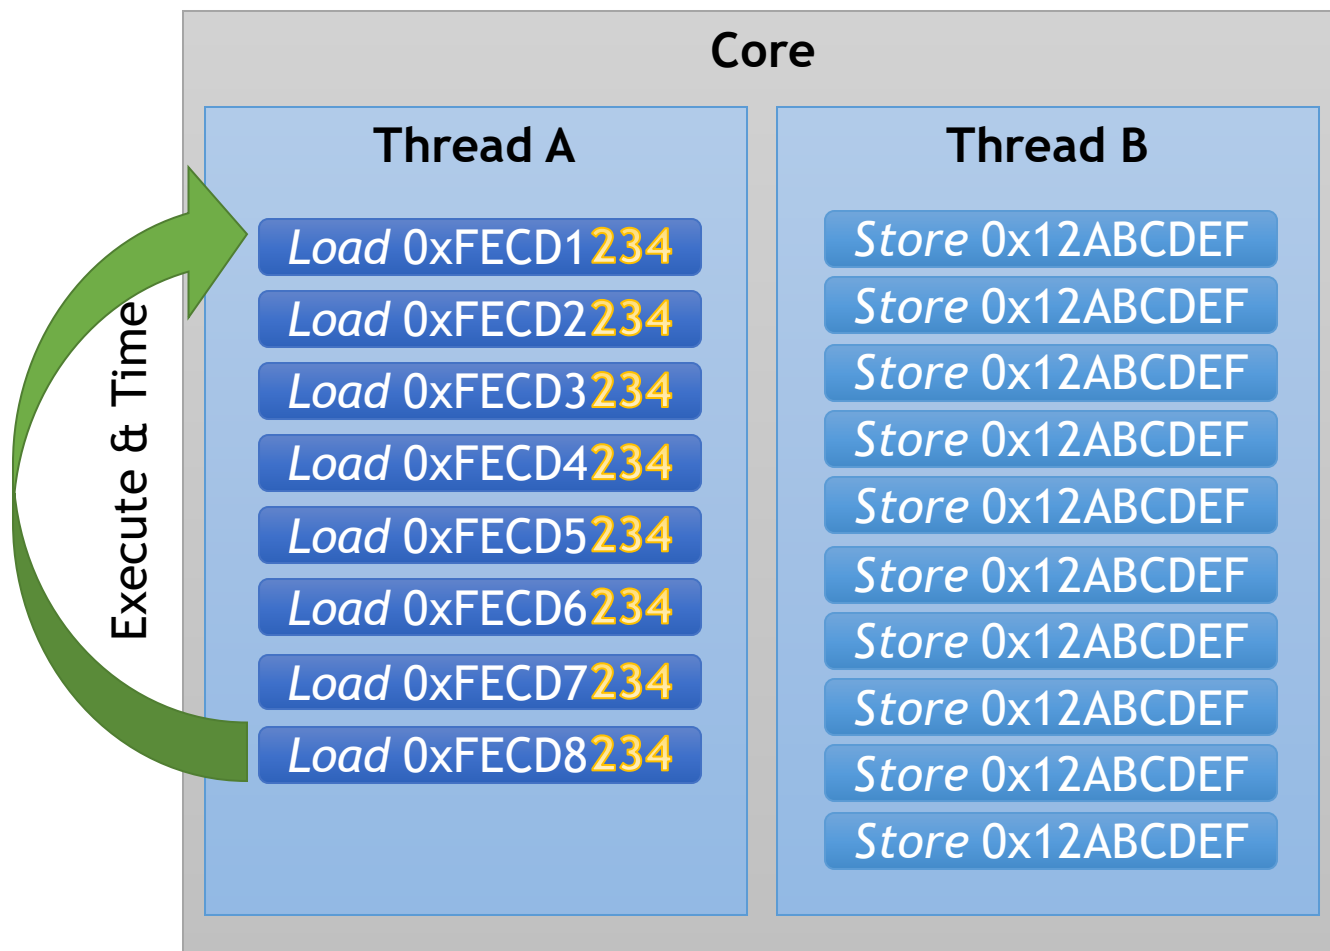 Core
Execute & Time
Thread A
Load 0xFECD1234
Load 0xFECD2234
Load 0xFECD3234
Load 0xFECD4234
Load 0xFECD5234
Load 0xFECD6234
Load 0xFECD7234
Load 0xFECD8234
Thread B
Store 0x12ABCDEF
Store 0x12ABCDEF
Store 0x12ABCDEF
Store 0x12ABCDEF
Store 0x12ABCDEF
Store 0x12ABCDEF
Store 0x12ABCDEF
Store 0x12ABCDEF
Store 0x12ABCDEF
Store 0x12ABCDEF